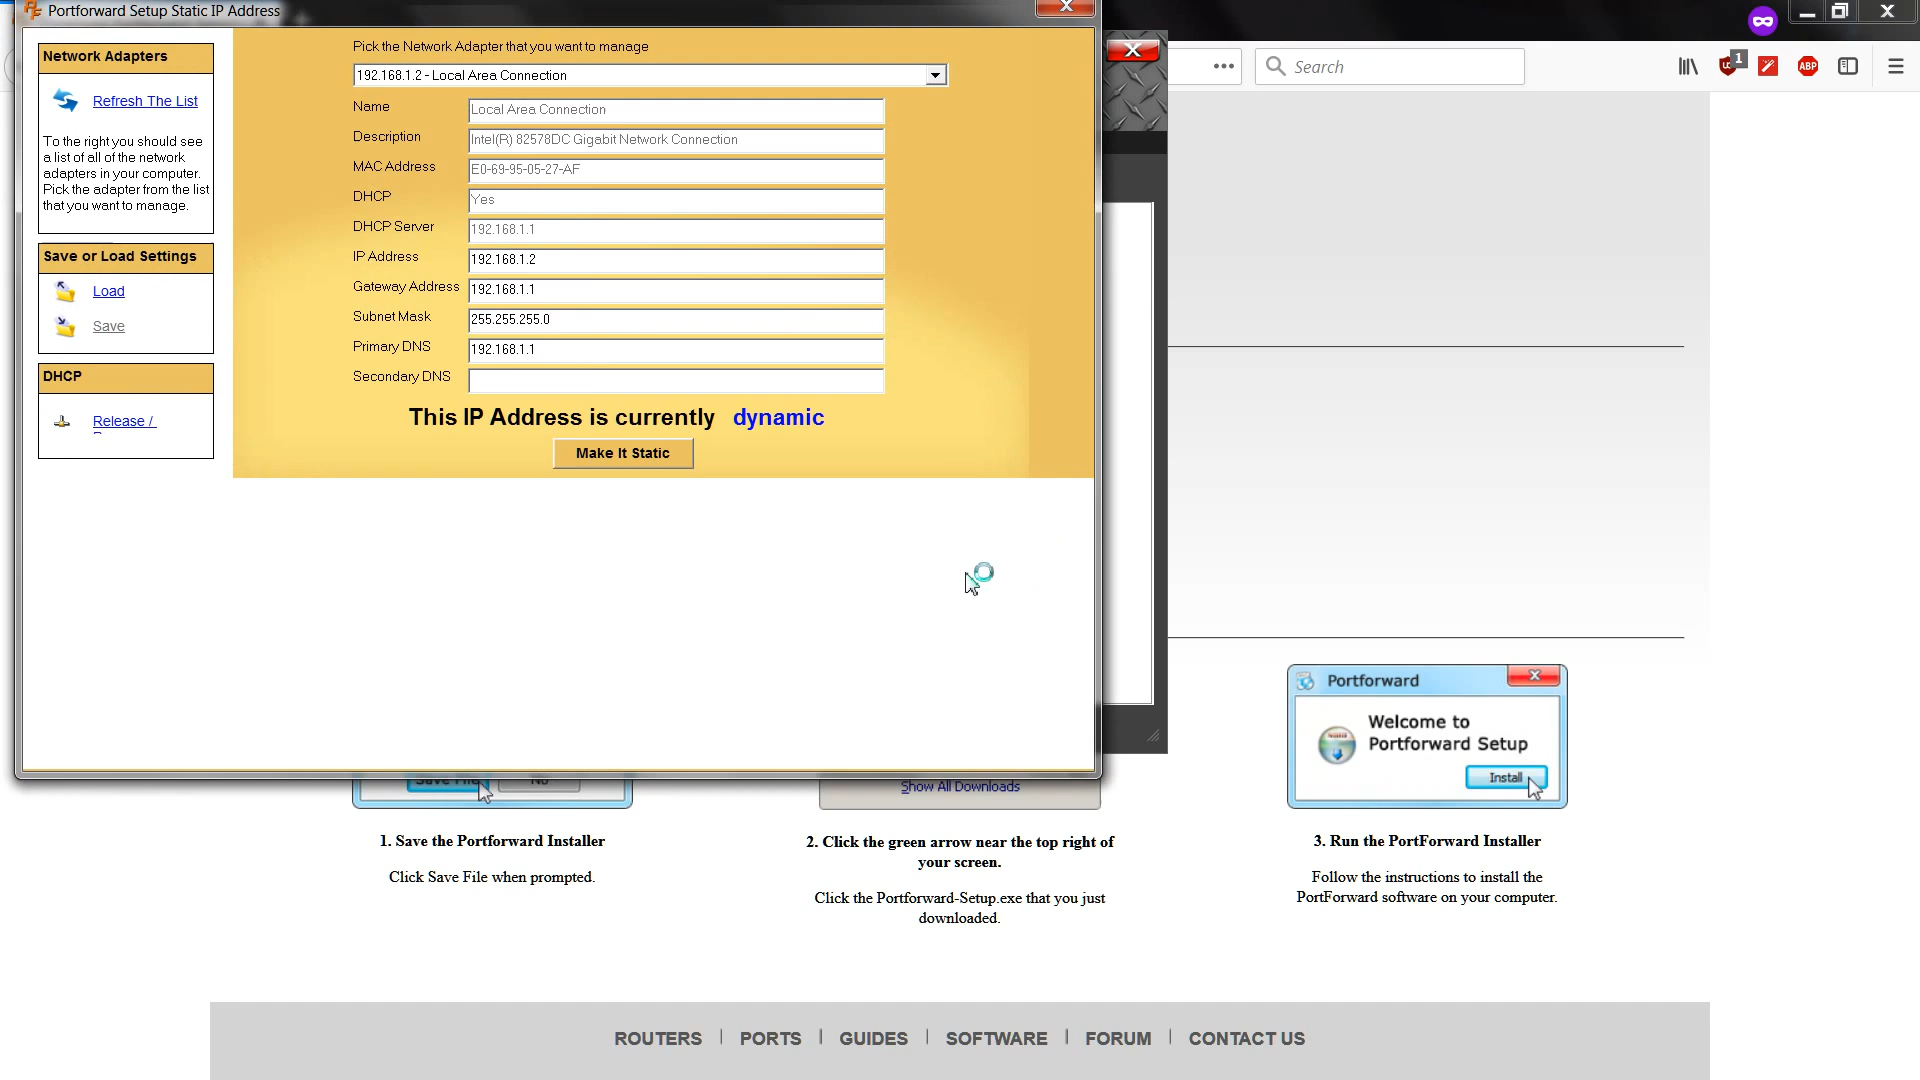 Portforward Setup Static IP Address
Network Adapters
Refresh The List
To the right you should see
a list of all of the network
adapters in your computer.
Pick the adapter from the list
that you want to manage.
Save or Load Settings
Load
Save
DHCP
Release /
Pick the Network Adapter that you want to manage
192.168.1.2 - Local Area Connection
Name
Local Area Connection
Description
Intel(R) 82578DC Gigabit Network Connection
MAC Address
E0-69-95-05-27-AF
DHCP
Yes
DHCP Server
192.168.1.1
IP Address
192.168.1.2
Gateway Address
192.168.1.1
Subnet Mask
255.255.255.0
Primary DNS
192.168.1.1
Secondary DNS
This IP Address is currently dynamic
Make It Static
Search
1
ABP
Save File
No
Show All Downloads
Portforward
Welcome to
Portforward Setup
Install
1. Save the Portforward Installer
Click Save File when prompted.
2. Click the green arrow near the top right of
your screen.
Click the Portforward-Setup.exe that you just
downloaded.
3. Run the PortForward Installer
Follow the instructions to install the
PortForward software on your computer.
ROUTERS | PORTS | GUIDES | SOFTWARE | FORUM | CONTACT US